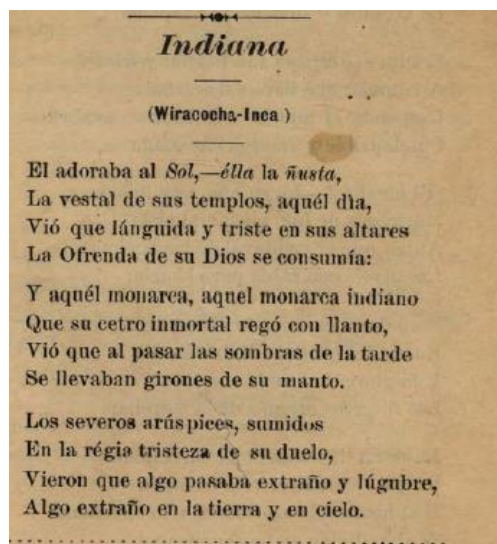 Indiana
(Wiracocha-Inca)
El adoraba al Sol,—élla la ñusta,
La vestal de sus templos, aquél dìa,
Vió que lánguida y triste en sus altares
La Ofrenda de su Dios se consumía:
Y aquél monarca, aquel monarca indiano
Que su cetro inmortal regó con llanto,
Vió que al pasar las sombras de la tarde
Se llevaban girones de su manto.
Los severos arúspices, sumidos
En la régia tristeza de su duelo,
Vieron que algo pasaba extraño y lúgubre,
Algo extraño en la tierra y en cielo.